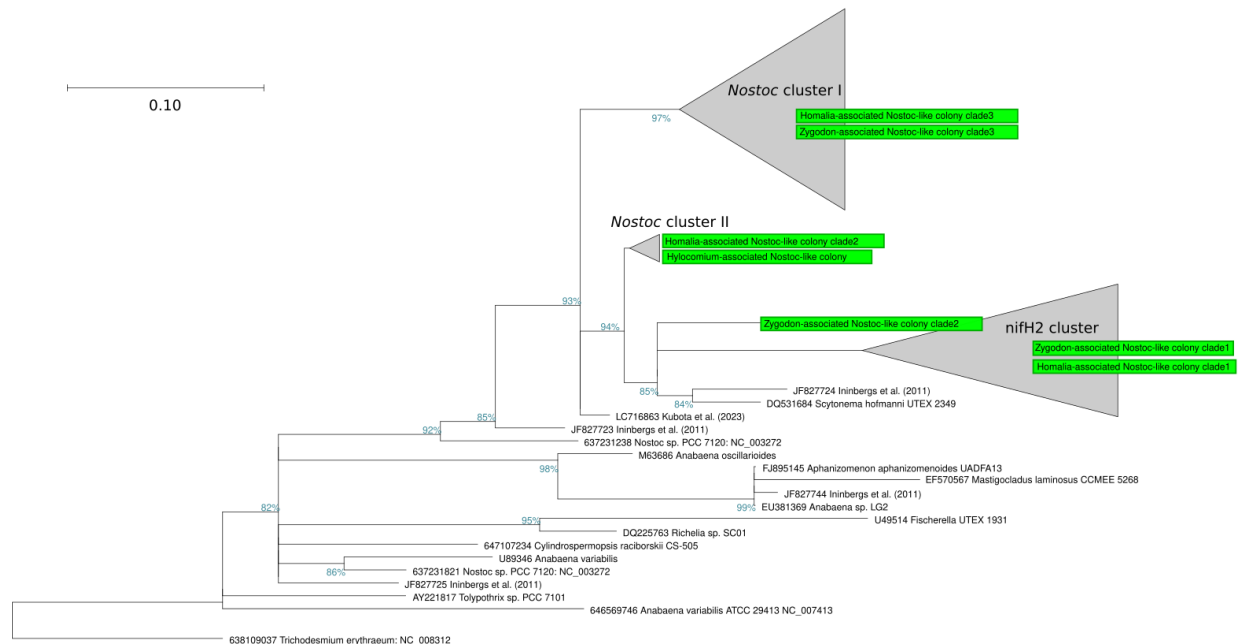 0.10
Nostoc cluster I
97%
Homalia-associated Nostoc-like colony clade3
Zygodon-associated Nostoc-like colony clade3
Nostoc cluster II
Homalia-associated Nostoc-like colony clade2
Hylocomium-associated Nostoc-like colony
93%
94%
Zygodon-associated Nostoc-like colony clade2
nifH2 cluster
Zygodon-associated Nostoc-like colony clade1
Homalia-associated Nostoc-like colony clade1
85%
JF827724 Ininbergs et al. (2011)
84%
DQ531684 Scytonema hofmanni UTEX 2349
LC716863 Kubota et al. (2023)
85%
JF827723 Ininbergs et al. (2011)
92%
637231238 Nostoc sp. PCC 7120: NC_003272
M63686 Anabaena oscillarioides
98%
FJ895145 Aphanizomenon aphanizomenoides UADFA13
EF570567 Mastigocladus laminosus CCMEE 5268
JF827744 Ininbergs et al. (2011)
99%
EU381369 Anabaena sp. LG2
82%
95%
U49514 Fischerella UTEX 1931
DQ225763 Richelia sp. SC01
647107234 Cylindrospermopsis raciborskii CS-505
U89346 Anabaena variabilis
86%
637231821 Nostoc sp. PCC 7120: NC_003272
JF827725 Ininbergs et al. (2011)
AY221817 Tolypothrix sp. PCC 7101
646569746 Anabaena variabilis ATCC 29413 NC_007413
638109037 Trichodesmium erythraeum: NC_008312